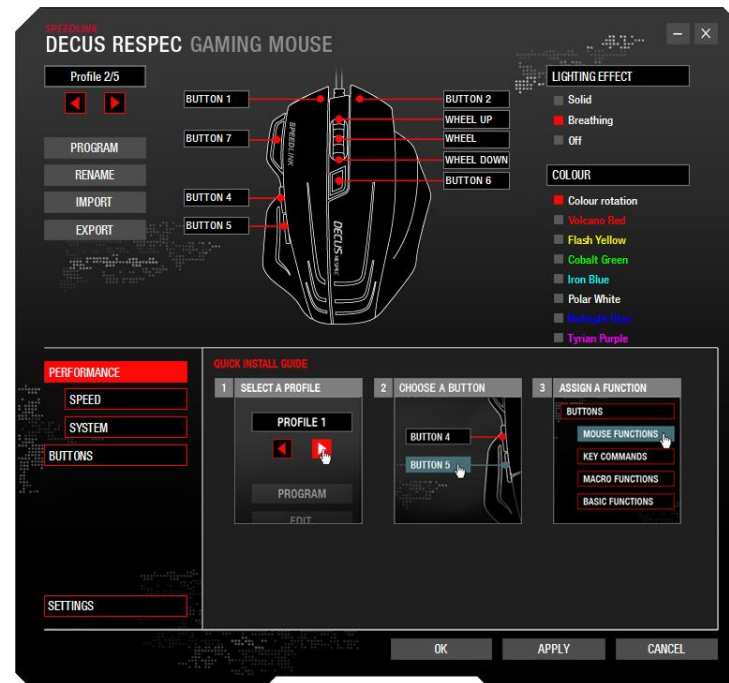 SPEEDLINK
DECUS RESPEC GAMING MOUSE
Profile 2/5
PROGRAM
RENAME
IMPORT
EXPORT
BUTTON 1
BUTTON 7
BUTTON 4
BUTTON 5
SPEEDLINK
DECUS RESPEC
BUTTON 2
WHEEL UP
WHEEL
WHEEL DOWN
BUTTON 6
LIGHTING EFFECT
Solid
Breathing
Off
COLOUR
Colour rotation
Volcano Red
Flash Yellow
Cobalt Green
Iron Blue
Polar White
Midnight Blue
Tyrian Purple
PERFORMANCE
SPEED
SYSTEM
BUTTONS
SETTINGS
QUICK INSTALL GUIDE
1 SELECT A PROFILE
PROFILE 1
PROGRAM
EDIT
2 CHOOSE A BUTTON
BUTTON 4
BUTTON 5
3 ASSIGN A FUNCTION
BUTTONS
MOUSE FUNCTIONS
KEY COMMANDS
MACRO FUNCTIONS
BASIC FUNCTIONS
OK
APPLY
CANCEL